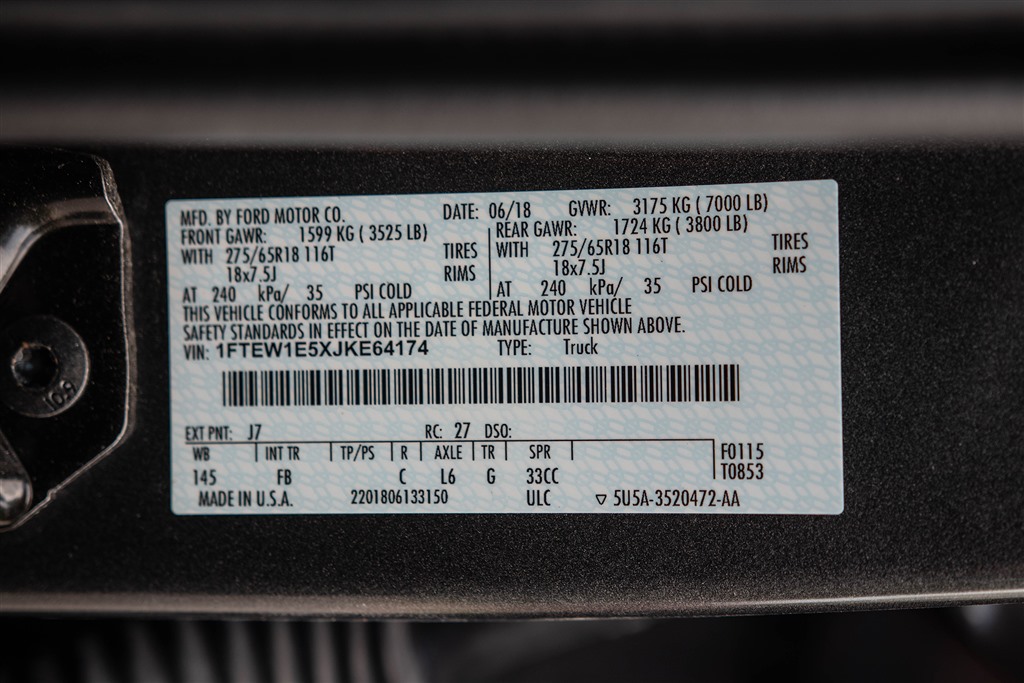 MFD. BY FORD MOTOR CO. DATE: 06/18 GVWR: 3175 KG ( 7000 LB)
FRONT GAWR: 1599 KG ( 3525 LB) REAR GAWR: 1724 KG ( 3800 LB)
WITH 275/65R18 116T TIRES WITH 275/65R18 116T TIRES
18x7.5J RIMS 18x7.5J RIMS
AT 240 kPa/ 35 PSI COLD AT 240 kPa/ 35 PSI COLD
THIS VEHICLE CONFORMS TO ALL APPLICABLE FEDERAL MOTOR VEHICLE
SAFETY STANDARDS IN EFFECT ON THE DATE OF MANUFACTURE SHOWN ABOVE.
VIN: 1FTEW1E5XJKE64174 TYPE: Truck
EXT PNT: J7 RC: 27 DSO:
WB INT TR TP/PS R AXLE TR SPR F0115
145 FB C L6 G 33CC T0853
MADE IN U.S.A. 2201806133150 ULC ▽ 5U5A-3520472-AA
10.9